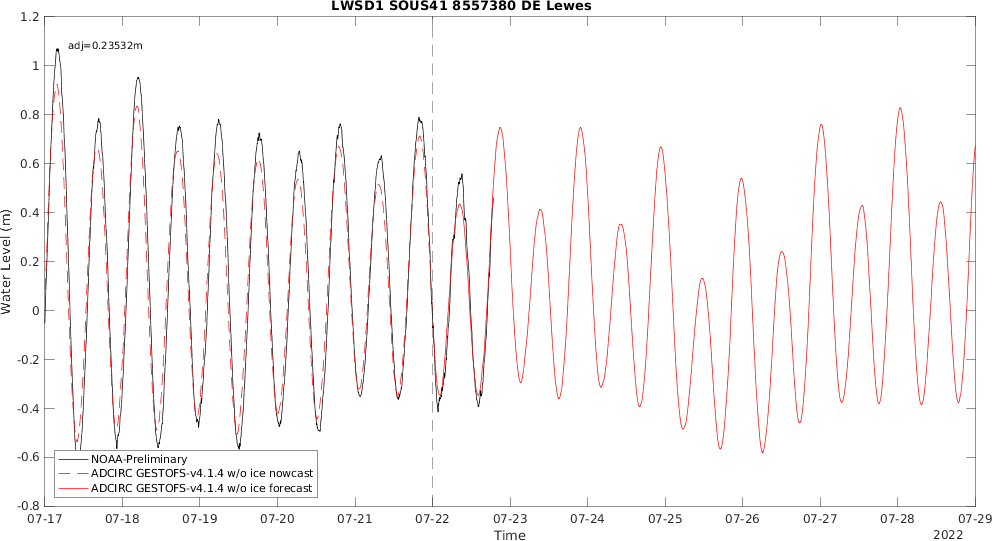 LWSD1 SOUS41 8557380 DE Lewes
adj=0.23532m
1.2
1
0.8
0.6
0.4
0.2
0
-0.2
-0.4
-0.6
-0.8
Water Level (m)
NOAA-Preliminary
ADCIRC GESTOFS-v4.1.4 w/o ice nowcast
ADCIRC GESTOFS-v4.1.4 w/o ice forecast
07-17 07-18 07-19 07-20 07-21 07-22 07-23 07-24 07-25 07-26 07-27 07-28 07-29
Time
2022